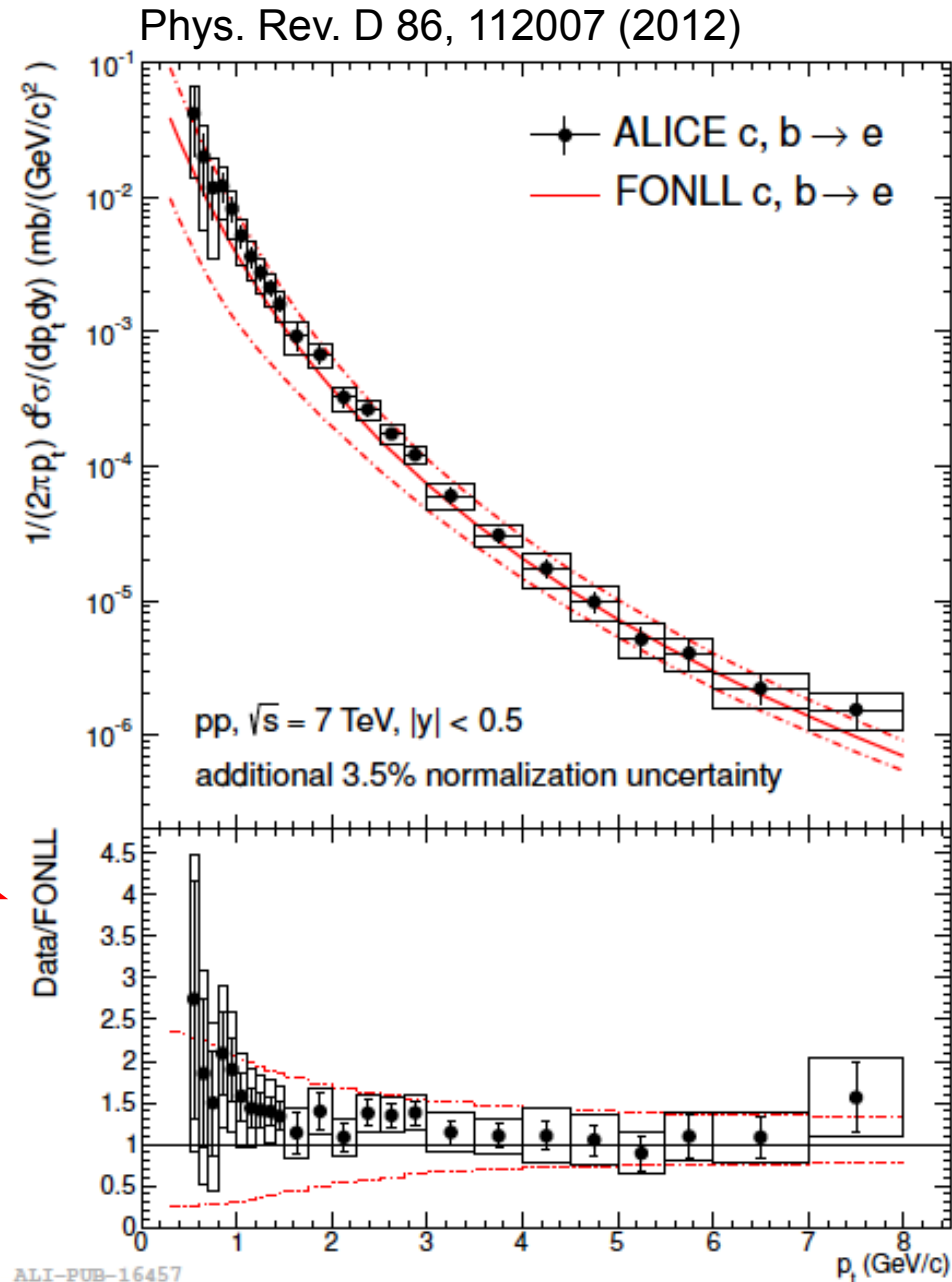 Phys. Rev. D 86, 112007 (2012)
1/(2πpₜ) d²σ/(dpₜdy) (mb/(GeV/c)²)
10⁻¹
10⁻²
10⁻³
10⁻⁴
10⁻⁵
10⁻⁶
ALICE c, b → e
FONLL c, b → e
pp, √s = 7 TeV, |y| < 0.5
additional 3.5% normalization uncertainty
Data/FONLL
4.5
4
3.5
3
2.5
2
1.5
1
0.5
0
0 1 2 3 4 5 6 7 8
pₜ (GeV/c)
ALI-PUB-16457